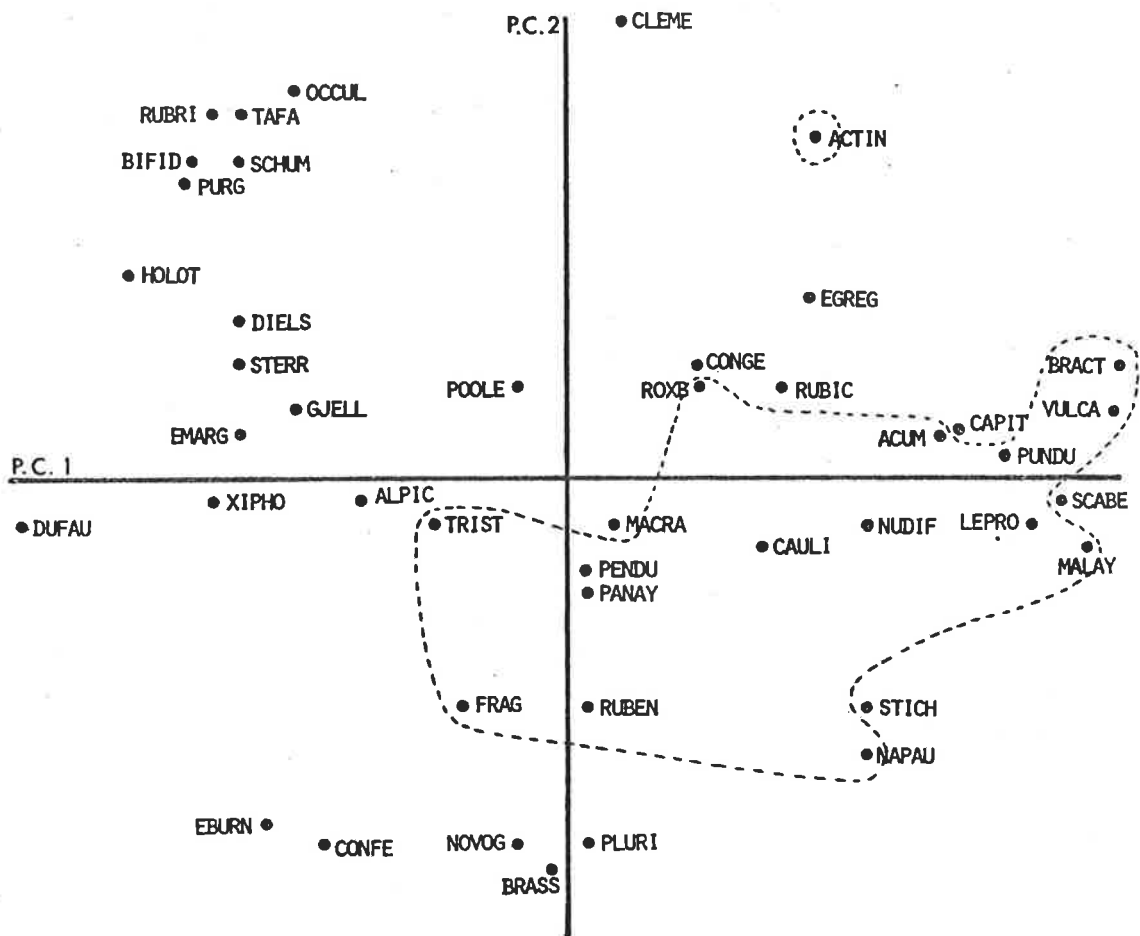 P.C.2
CLEME
OCCUL
RUBRI TAFA
ACTIN
BIFID SCHUM
PURG
HOLOT
EGREG
DIELS
STERR
CONGE
BRACT
POOLE
ROXB
RUBIC
GJELL
VULCA
EMARG
ACUM
CAPIT
PUNDU
P.C. 1
XIPHO
ALPIC
SCABE
DUFAU
TRIST
MACRA
NUDIF
LEPRO
CAULI
MALAY
PENDU
PANAY
FRAG
RUBEN
STICH
NAPAU
EBURN
CONFE
NOVOG
PLURI
BRASS